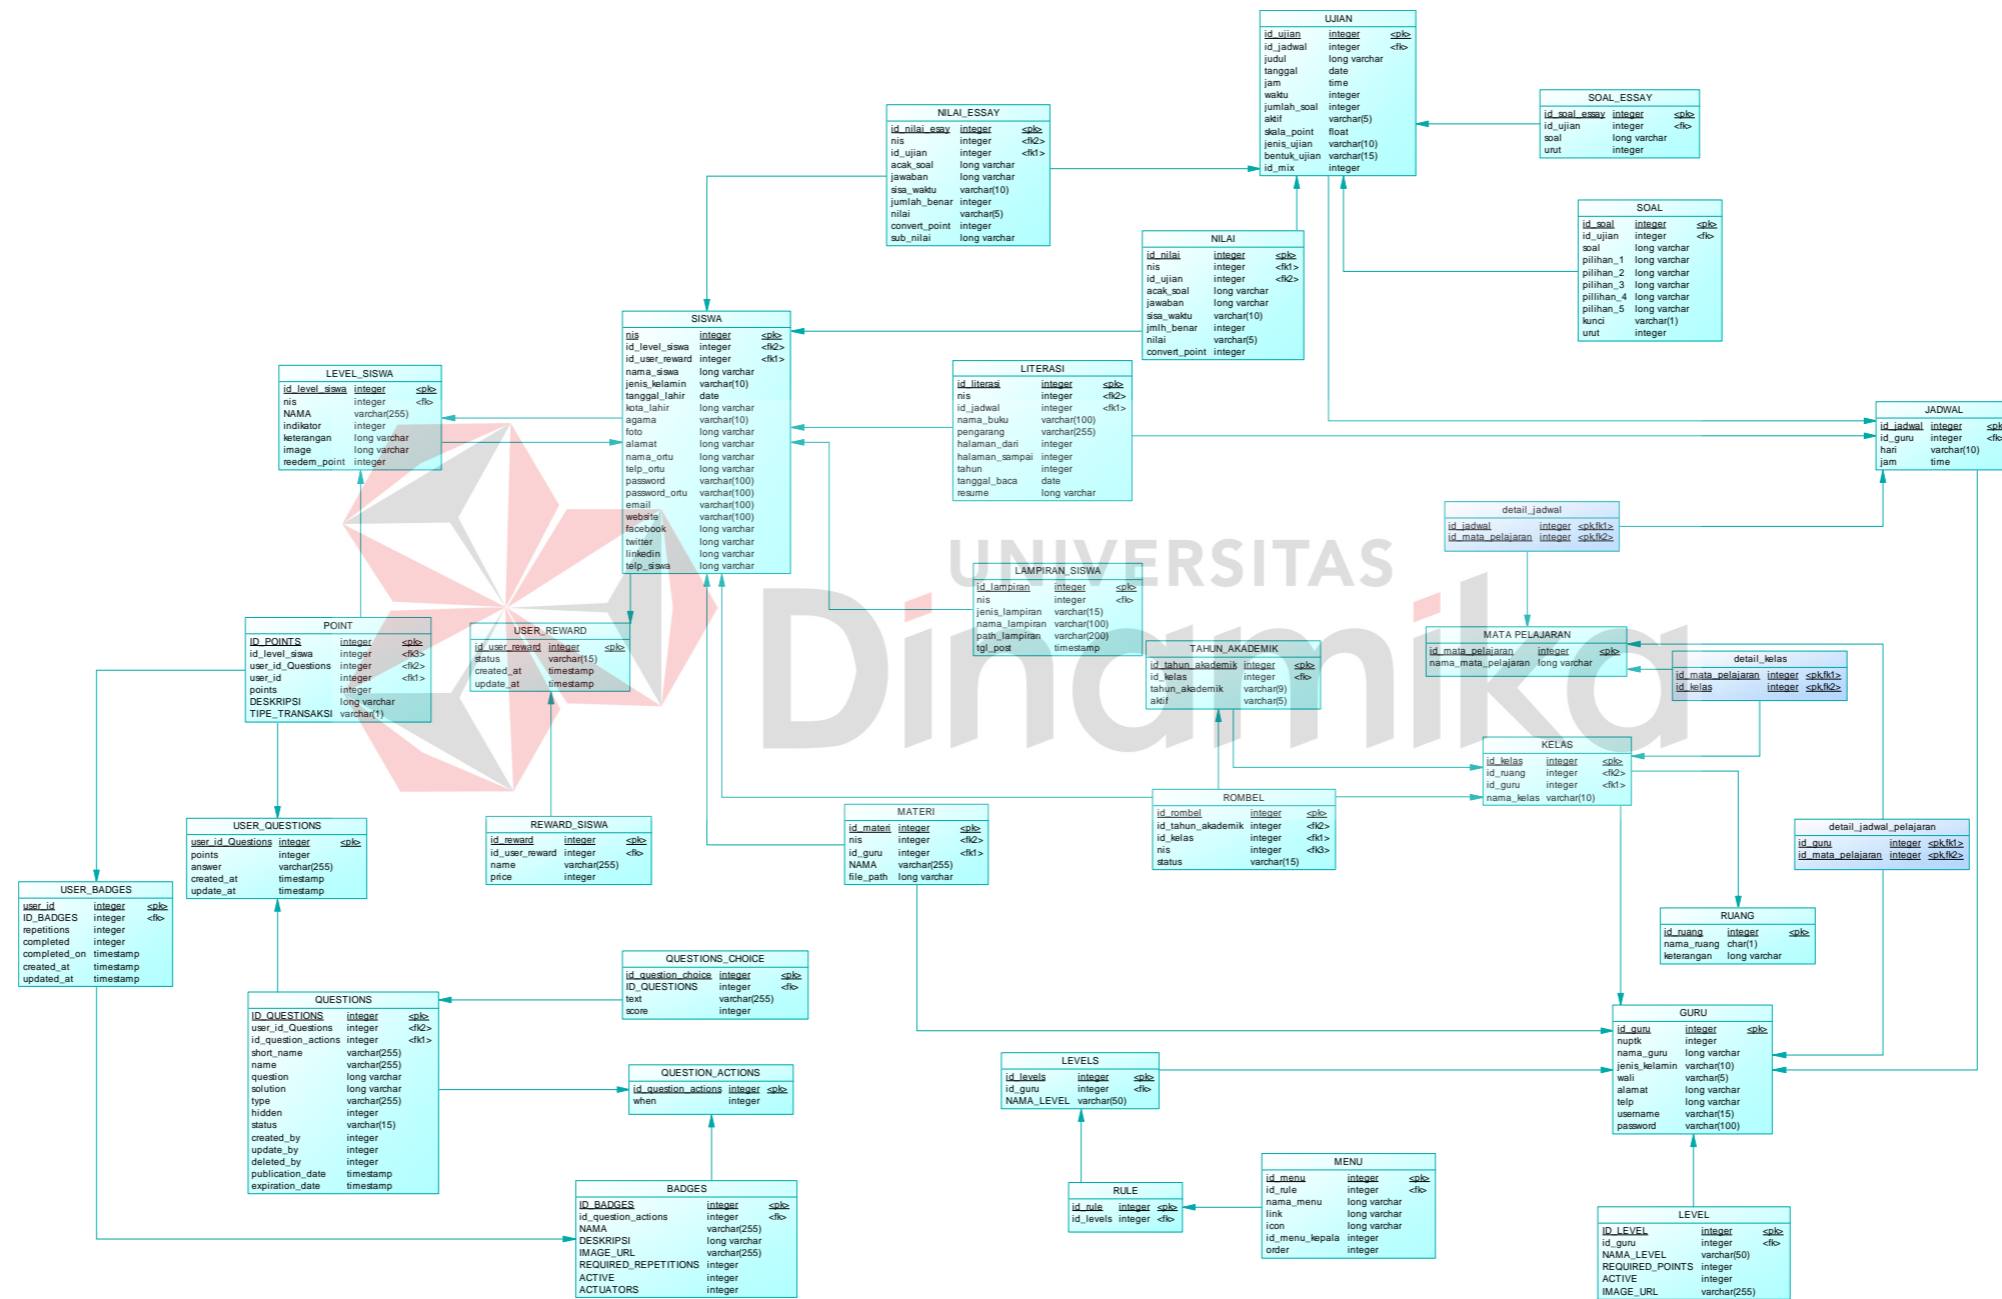 UJIAN
id_ujian integer <pk>
id_jadwal integer <fk>
judul long varchar
tanggal date
jam time
waktu integer
jumlah_soal integer
aktif varchar(5)
skala_point float
jenis_ujian varchar(10)
bentuk_ujian varchar(15)
id_mix integer
SOAL_ESSAY
id_soal_essay integer <pk>
id_ujian integer <fk>
soal long varchar
urut integer
NILAI_ESSAY
id_nilai_esay integer <pk>
nis integer <fk2>
id_ujian integer <fk1>
acak_soal long varchar
jawaban long varchar
sisa_waktu varchar(10)
jumlah_benar integer
nilai varchar(5)
convert_point integer
sub_nilai long varchar
SOAL
id_soal integer <pk>
id_ujian integer <fk>
soal long varchar
pilihan_1 long varchar
pilihan_2 long varchar
pilihan_3 long varchar
pillihan_4 long varchar
pilihan_5 long varchar
kunci varchar(1)
urut integer
NILAI
id_nilai integer <pk>
nis integer <fk1>
id_ujian integer <fk2>
acak_soal long varchar
jawaban long varchar
sisa_waktu varchar(10)
jmlh_benar integer
nilai varchar(5)
convert_point integer
SISWA
nis integer <pk>
id_level_siswa integer <fk2>
id_user_reward integer <fk1>
nama_siswa long varchar
jenis_kelamin varchar(10)
tanggal_lahir date
kota_lahir long varchar
agama varchar(10)
foto long varchar
alamat long varchar
nama_ortu long varchar
telp_ortu long varchar
password varchar(100)
password_ortu varchar(100)
email varchar(100)
website varchar(100)
facebook long varchar
twitter long varchar
linkedin long varchar
telp_siswa long varchar
LEVEL_SISWA
id_level_siswa integer <pk>
nis integer <fk>
NAMA varchar(255)
indikator integer
keterangan long varchar
image long varchar
reedem_point integer
LITERASI
id_literasi integer <pk>
nis integer <fk2>
id_jadwal integer <fk1>
nama_buku varchar(100)
pengarang varchar(255)
halaman_dari integer
halaman_sampai integer
tahun integer
tanggal_baca date
resume long varchar
JADWAL
id_jadwal integer <pk
id_guru integer <fk
hari varchar(10)
jam time
detail_jadwal
id_jadwal integer <pk,fk1>
id_mata_pelajaran integer <pk,fk2>
UNIVERSITAS
Dinamika
LAMPIRAN_SISWA
id_lampiran integer <pk>
nis integer <fk>
jenis_lampiran varchar(15)
nama_lampiran varchar(100)
path_lampiran varchar(200)
tgl_post timestamp
POINT
ID_POINTS integer <pk>
id_level_siswa integer <fk3>
user_id_Questions integer <fk2>
user_id integer <fk1>
points integer
DESKRIPSI long varchar
TIPE_TRANSAKSI varchar(1)
USER_REWARD
id_user_reward integer <pk>
status varchar(15)
created_at timestamp
update_at timestamp
TAHUN_AKADEMIK
id_tahun_akademik integer <pk>
id_kelas integer <fk>
tahun_akademik varchar(9)
aktif varchar(5)
MATA PELAJARAN
id_mata_pelajaran integer <pk>
nama_mata_pelajaran long varchar
detail_kelas
id_mata_pelajaran integer <pk,fk1>
id_kelas integer <pk,fk2>
KELAS
id_kelas integer <pk>
id_ruang integer <fk2>
id_guru integer <fk1>
nama_kelas varchar(10)
ROMBEL
id_rombel integer <pk>
id_tahun_akademik integer <fk2>
id_kelas integer <fk1>
nis integer <fk3>
status varchar(15)
MATERI
id_materi integer <pk>
nis integer <fk2>
id_guru integer <fk1>
NAMA varchar(255)
file_path long varchar
REWARD_SISWA
id_reward integer <pk>
id_user_reward integer <fk>
name varchar(255)
price integer
USER_QUESTIONS
user_id_Questions integer <pk>
points integer
answer varchar(255)
created_at timestamp
update_at timestamp
detail_jadwal_pelajaran
id_guru integer <pk,fk1>
id_mata_pelajaran integer <pk,fk2>
USER_BADGES
user_id integer <pk>
ID_BADGES integer <fk>
repetitions integer
completed integer
completed_on timestamp
created_at timestamp
updated_at timestamp
RUANG
id_ruang integer <pk>
nama_ruang char(1)
keterangan long varchar
QUESTIONS_CHOICE
id_question_choice integer <pk>
ID_QUESTIONS integer <fk>
text varchar(255)
score integer
QUESTIONS
ID_QUESTIONS integer <pk>
user_id_Questions integer <fk2>
id_question_actions integer <fk1>
short_name varchar(255)
name varchar(255)
question long varchar
solution long varchar
type varchar(255)
hidden integer
status varchar(15)
created_by integer
update_by integer
deleted_by integer
publication_date timestamp
expiration_date timestamp
GURU
id_guru integer <pk>
nuptk integer
nama_guru long varchar
jenis_kelamin varchar(10)
wali varchar(5)
alamat long varchar
telp long varchar
username varchar(15)
password varchar(100)
LEVELS
id_levels integer <pk>
id_guru integer <fk>
NAMA_LEVEL varchar(50)
QUESTION_ACTIONS
id_question_actions integer <pk>
when integer
MENU
id_menu integer <pk>
id_rule integer <fk>
nama_menu long varchar
link long varchar
icon long varchar
id_menu_kepala integer
order integer
RULE
id_rule integer <pk>
id_levels integer <fk>
BADGES
ID_BADGES integer <pk>
id_question_actions integer <fk>
NAMA varchar(255)
DESKRIPSI long varchar
IMAGE_URL varchar(255)
REQUIRED_REPETITIONS integer
ACTIVE integer
ACTUATORS integer
LEVEL
ID_LEVEL integer <pk>
id_guru integer <fk>
NAMA_LEVEL varchar(50)
REQUIRED_POINTS integer
ACTIVE integer
IMAGE_URL varchar(255)